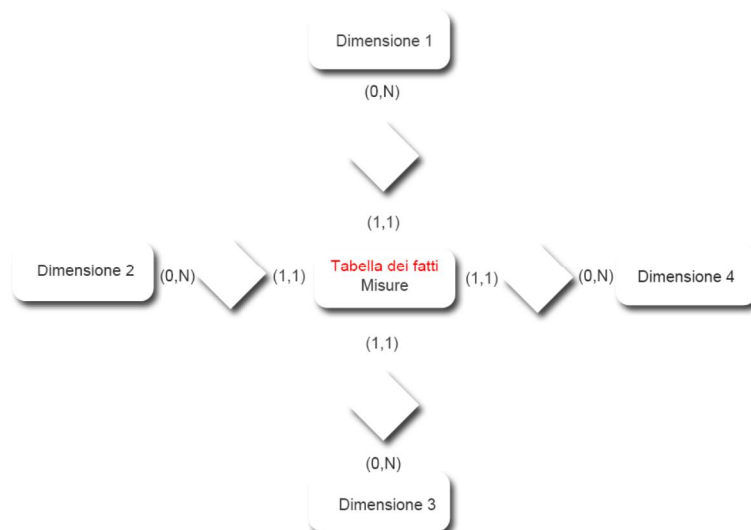 Dimensione 1
(0,N)
(1,1)
Dimensione 2
(0,N)
(1,1)
Tabella dei fatti
Misure
(1,1)
(0,N)
Dimensione 4
(1,1)
(0,N)
Dimensione 3